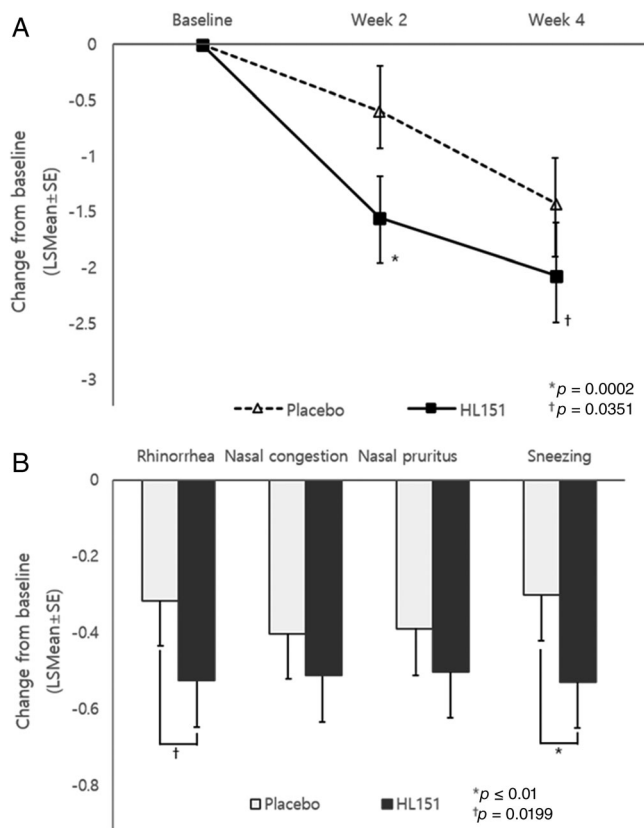 A
Baseline Week 2 Week 4
0
-0.5
-1
-1.5
-2
-2.5
-3
Change from baseline
(LSMean±SE)
*
†
Placebo HL151
*p = 0.0002
†p = 0.0351
B
Rhinorrhea Nasal congestion Nasal pruritus Sneezing
0
-0.2
-0.4
-0.6
-0.8
Change from baseline
(LSMean±SE)
† *
Placebo HL151
*p ≤ 0.01
†p = 0.0199